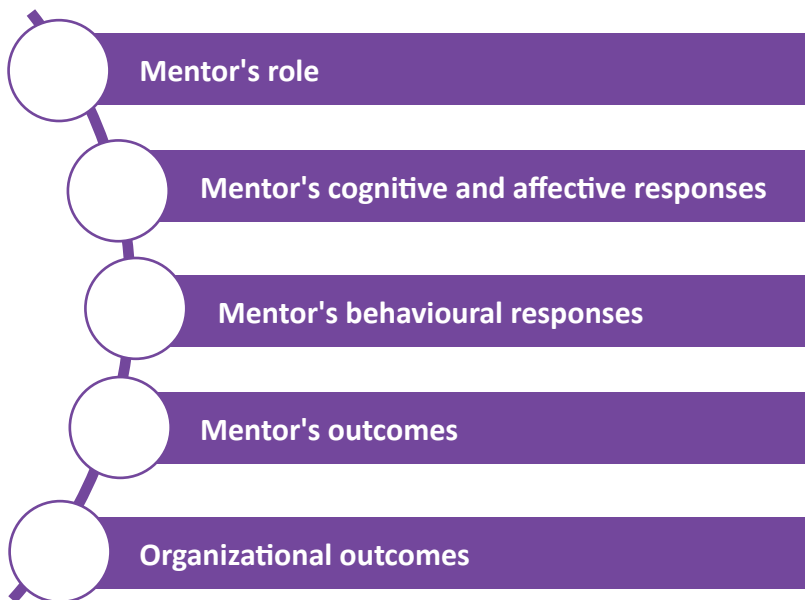 Mentor's role
Mentor's cognitive and affective responses
Mentor's behavioural responses
Mentor's outcomes
Organizational outcomes